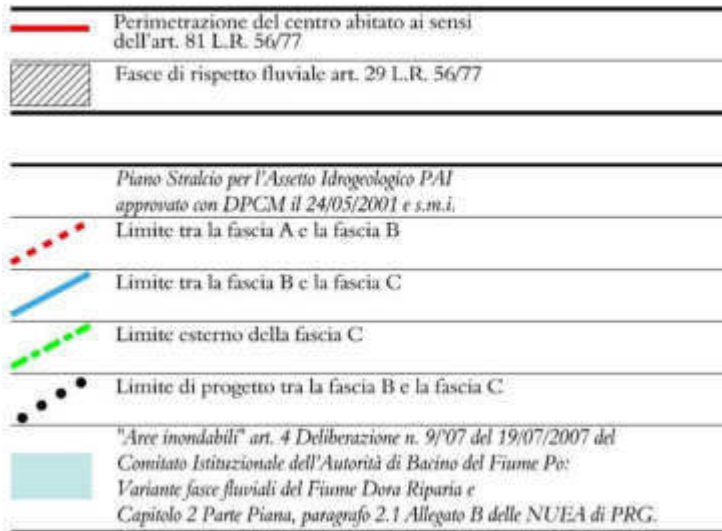 Perimetrazione del centro abitato ai sensi
dell'art. 81 L.R. 56/77
Fasce di rispetto fluviale art. 29 L.R. 56/77
Piano Stralcio per l'Assetto Idrogeologico PAI
approvato con DPCM il 24/05/2001 e s.m.i.
Limite tra la fascia A e la fascia B
Limite tra la fascia B e la fascia C
Limite esterno della fascia C
Limite di progetto tra la fascia B e la fascia C
"Aree inondabili" art. 4 Deliberazione n. 9/'07 del 19/07/2007 del
Comitato Istituzionale dell'Autorità di Bacino del Fiume Po:
Variante fasce fluviali del Fiume Dora Riparia e
Capitolo 2 Parte Piana, paragrafo 2.1 Allegato B delle NUEA di PRG.